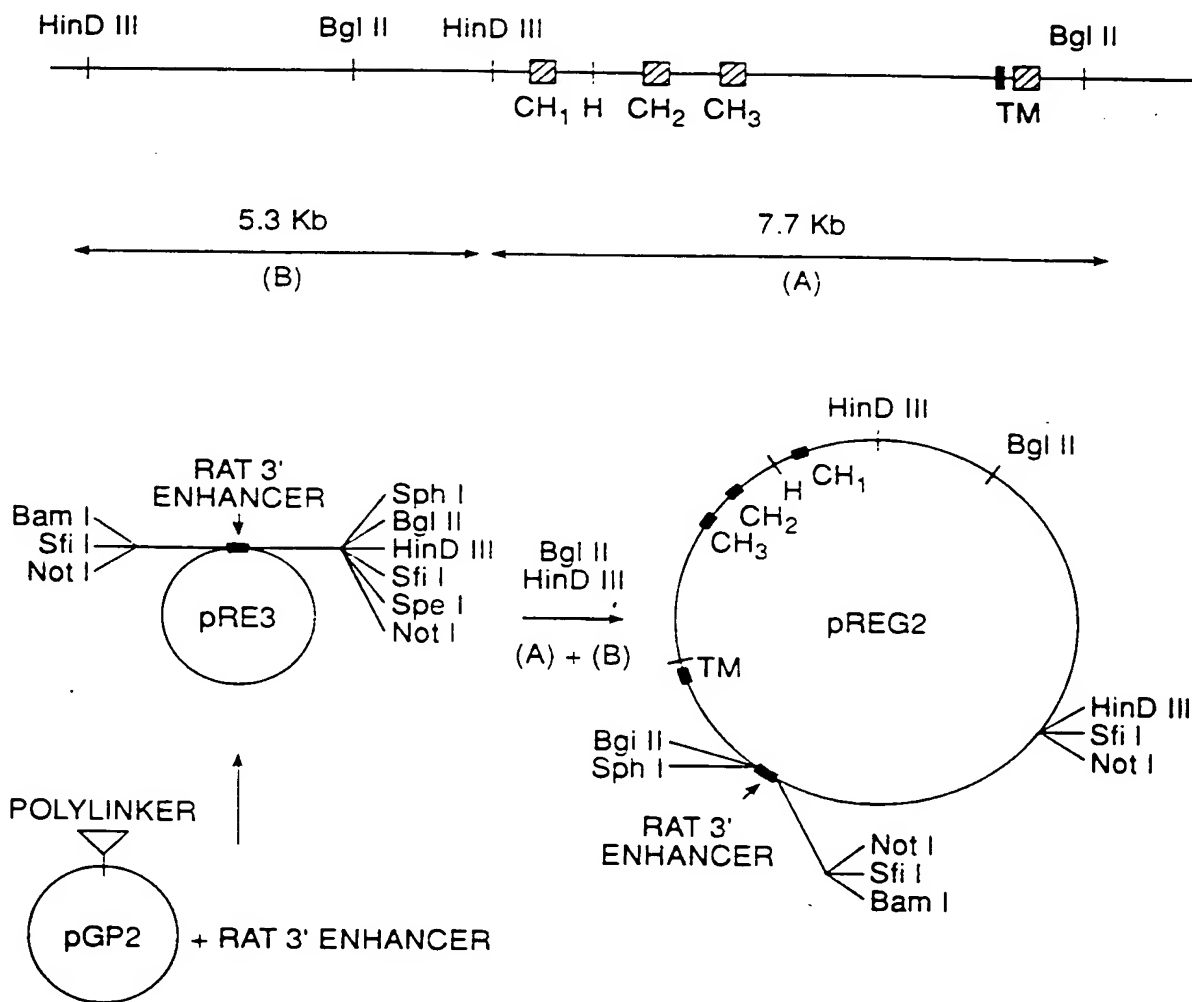 HinD III
Bgl II
HinD III
Bgl II
CH1
H
CH2
CH3
TM
5.3 Kb
7.7 Kb
(B)
(A)
RAT 3'
ENHANCER
Bam I
Sfi I
Not I
Sph I
Bgl II
HinD III
Sfi I
Spe I
Not I
pRE3
Bgl II
HinD III
(A) + (B)
HinD III
Bgl II
CH1
H
CH2
CH3
pREG2
TM
Bgi II
Sph I
HinD III
Sfi I
Not I
RAT 3'
ENHANCER
Not I
Sfi I
Bam I
POLYLINKER
pGP2
+ RAT 3' ENHANCER